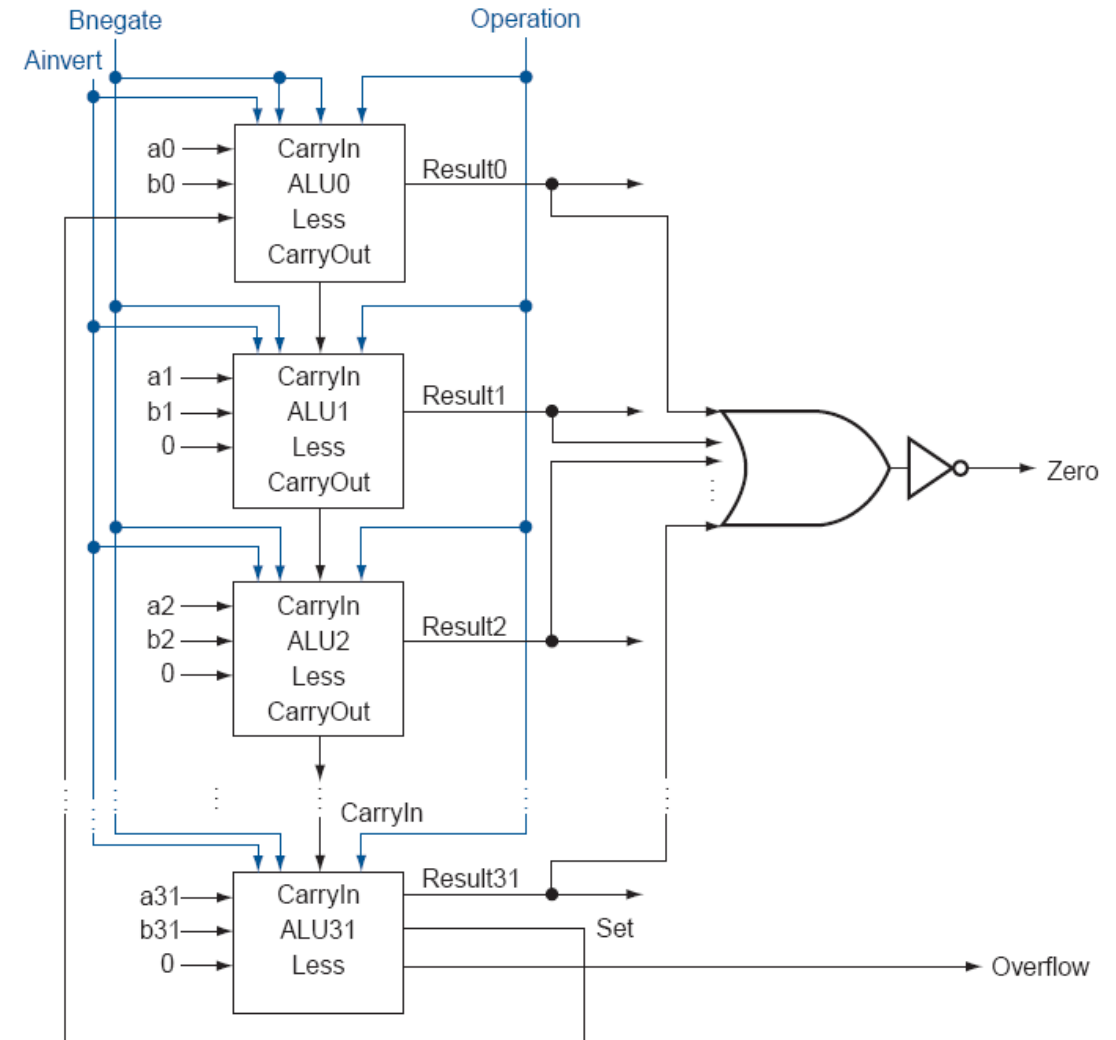 Bnegate
Operation
Ainvert
a0
b0
CarryIn
ALU0
Less
CarryOut
Result0
a1
b1
0
CarryIn
ALU1
Less
CarryOut
Result1
Zero
a2
b2
0
CarryIn
ALU2
Less
CarryOut
Result2
CarryIn
a31
b31
0
CarryIn
ALU31
Less
Result31
Set
Overflow